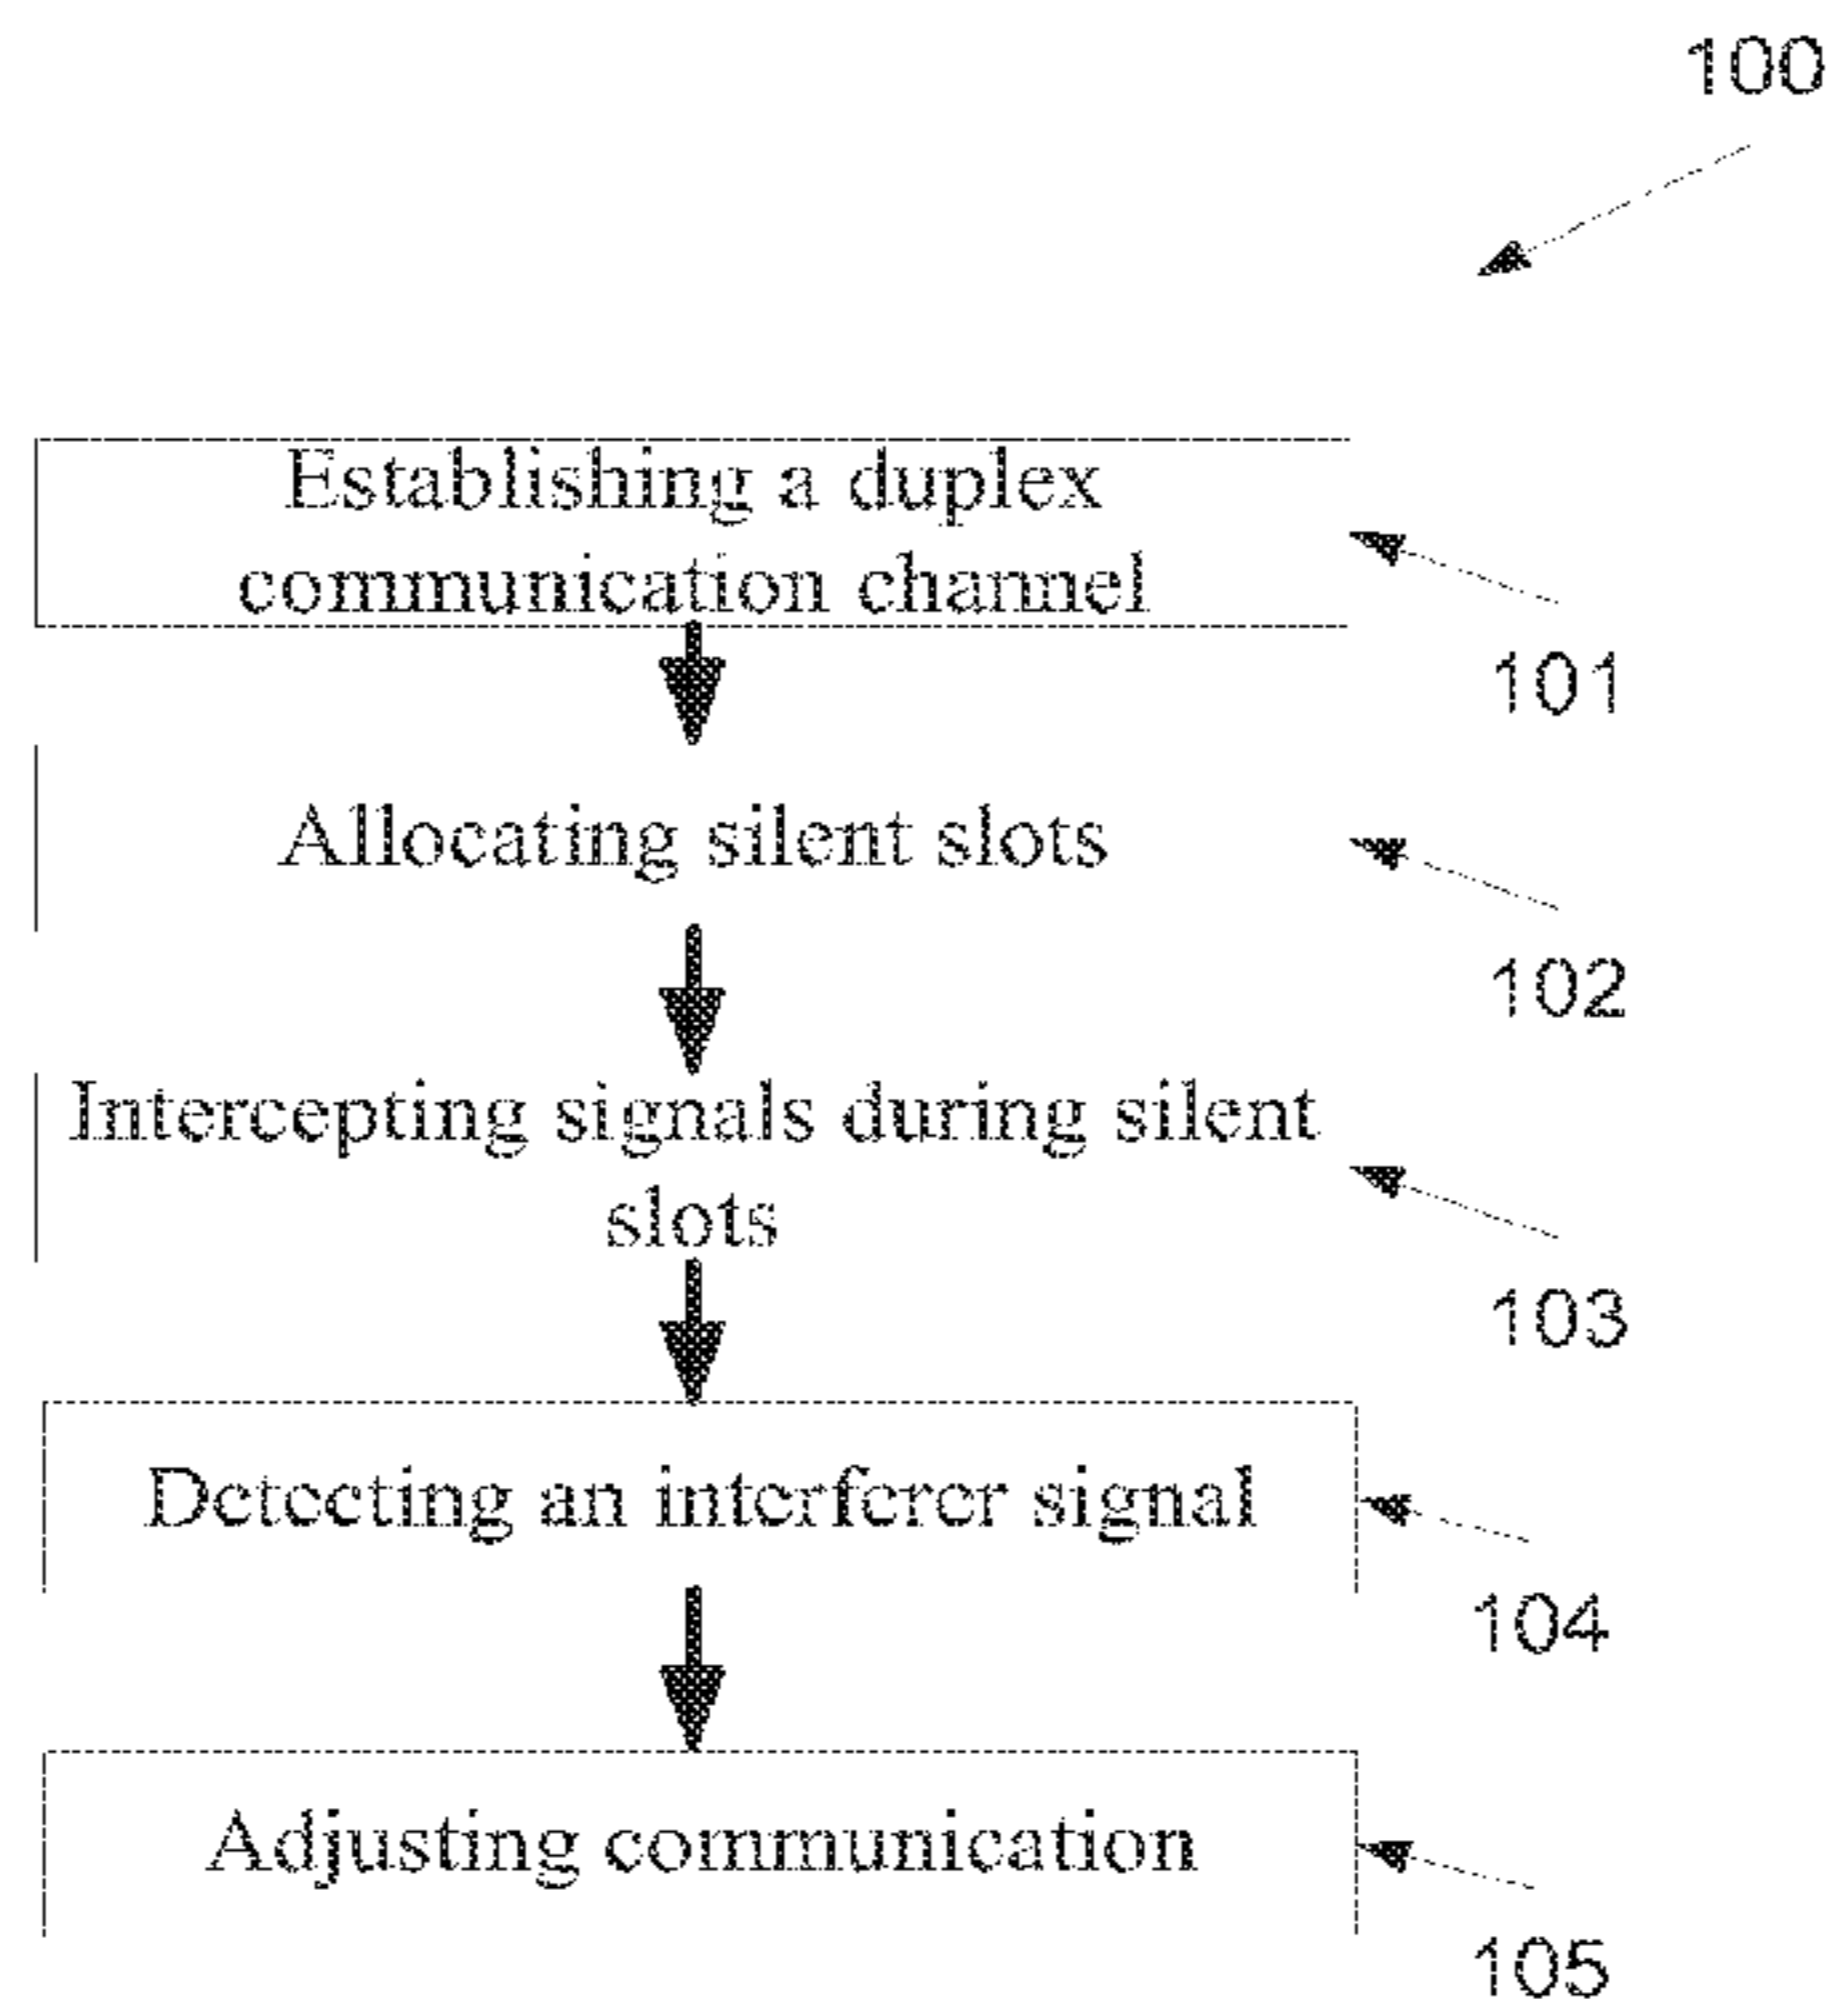 100
Establishing a duplex
communication channel
101
Allocating silent slots
102
Intercepting signals during silent
slots
103
Detecting an interferer signal
104
Adjusting communication
105